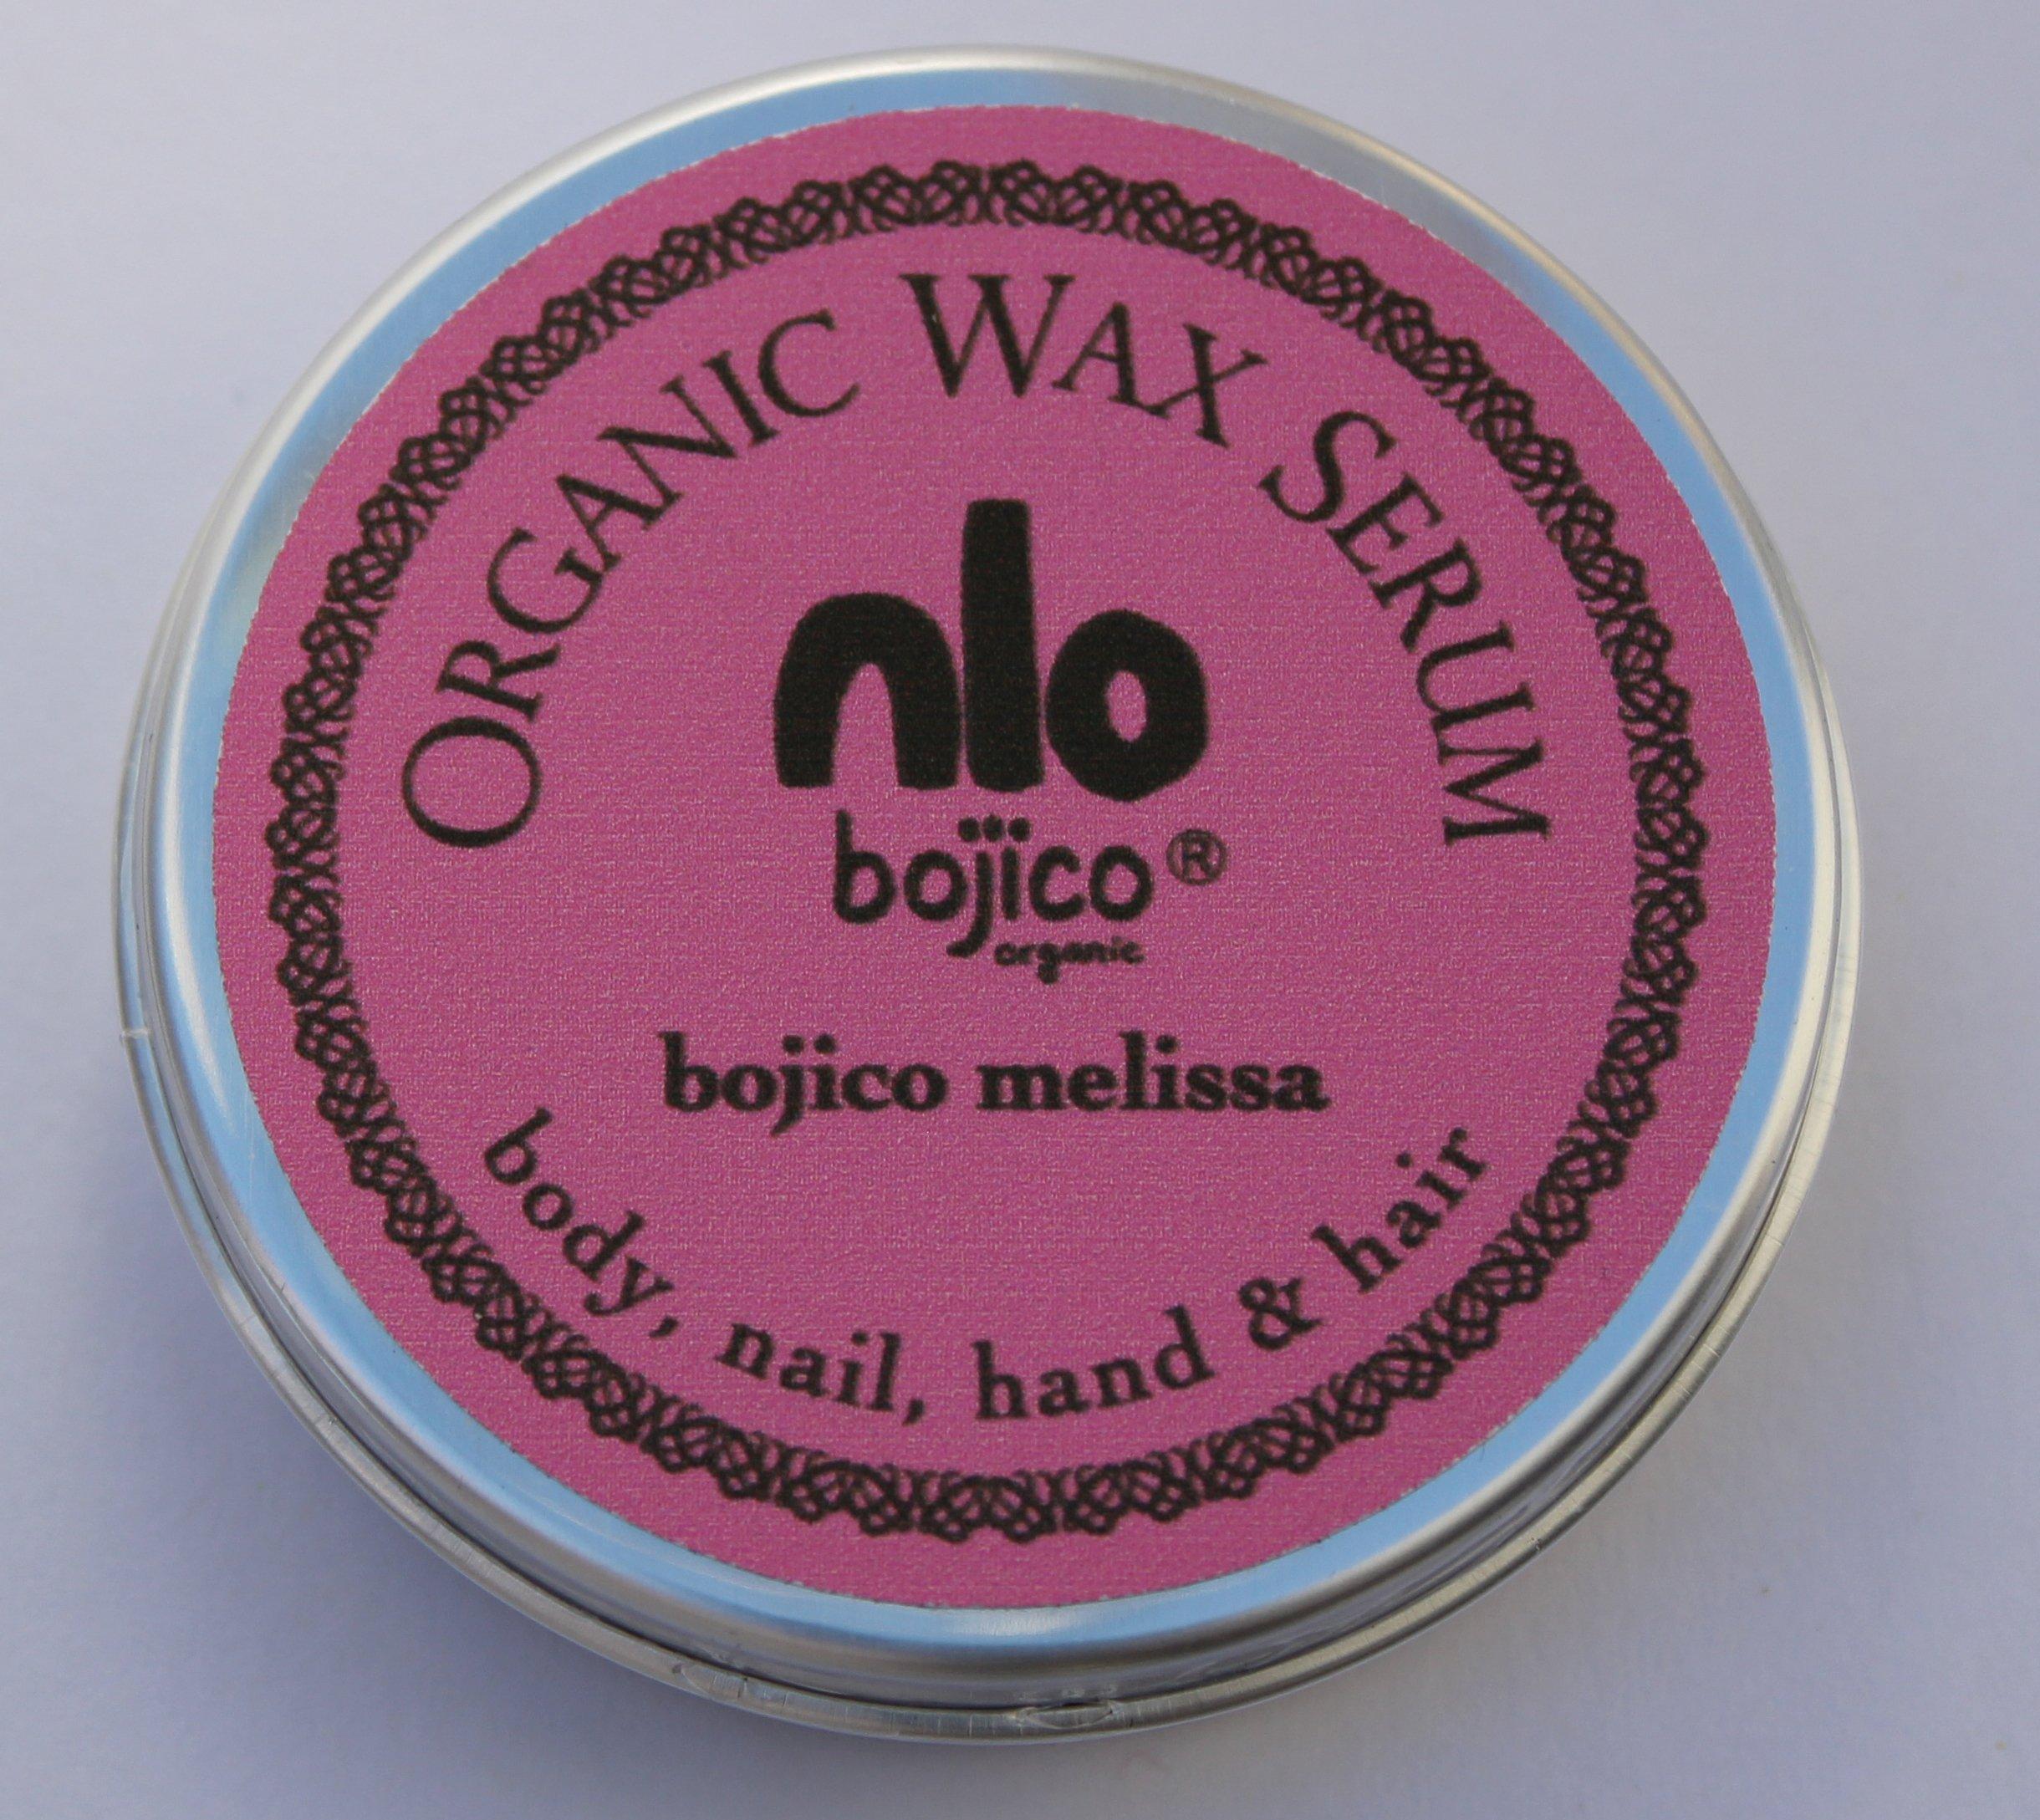 ORGANIC WAX SERUM
nlo
bojico®
organic
bojico melissa
body, nail, hand & hair